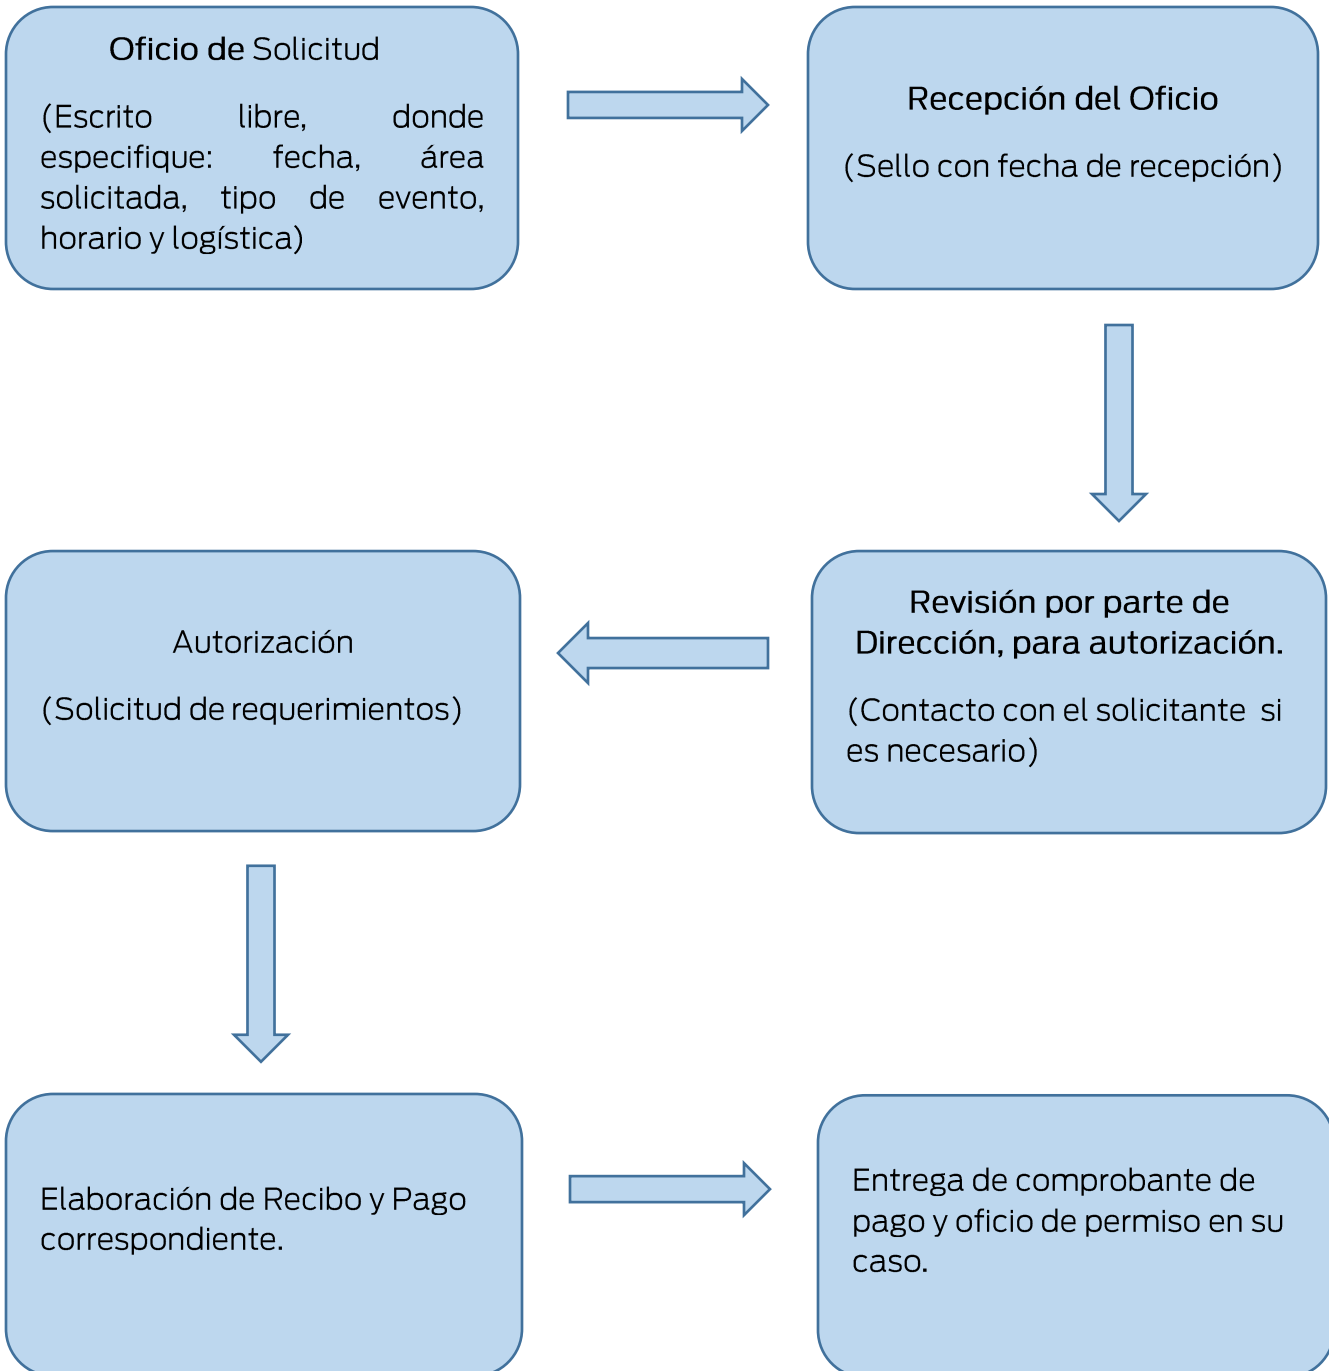 Oficio de Solicitud
(Escrito libre, donde
especifique: fecha, área
solicitada, tipo de evento,
horario y logística)
Recepción del Oficio
(Sello con fecha de recepción)
Revisión por parte de
Dirección, para autorización.
(Contacto con el solicitante si
es necesario)
Autorización
(Solicitud de requerimientos)
Elaboración de Recibo y Pago
correspondiente.
Entrega de comprobante de
pago y oficio de permiso en su
caso.